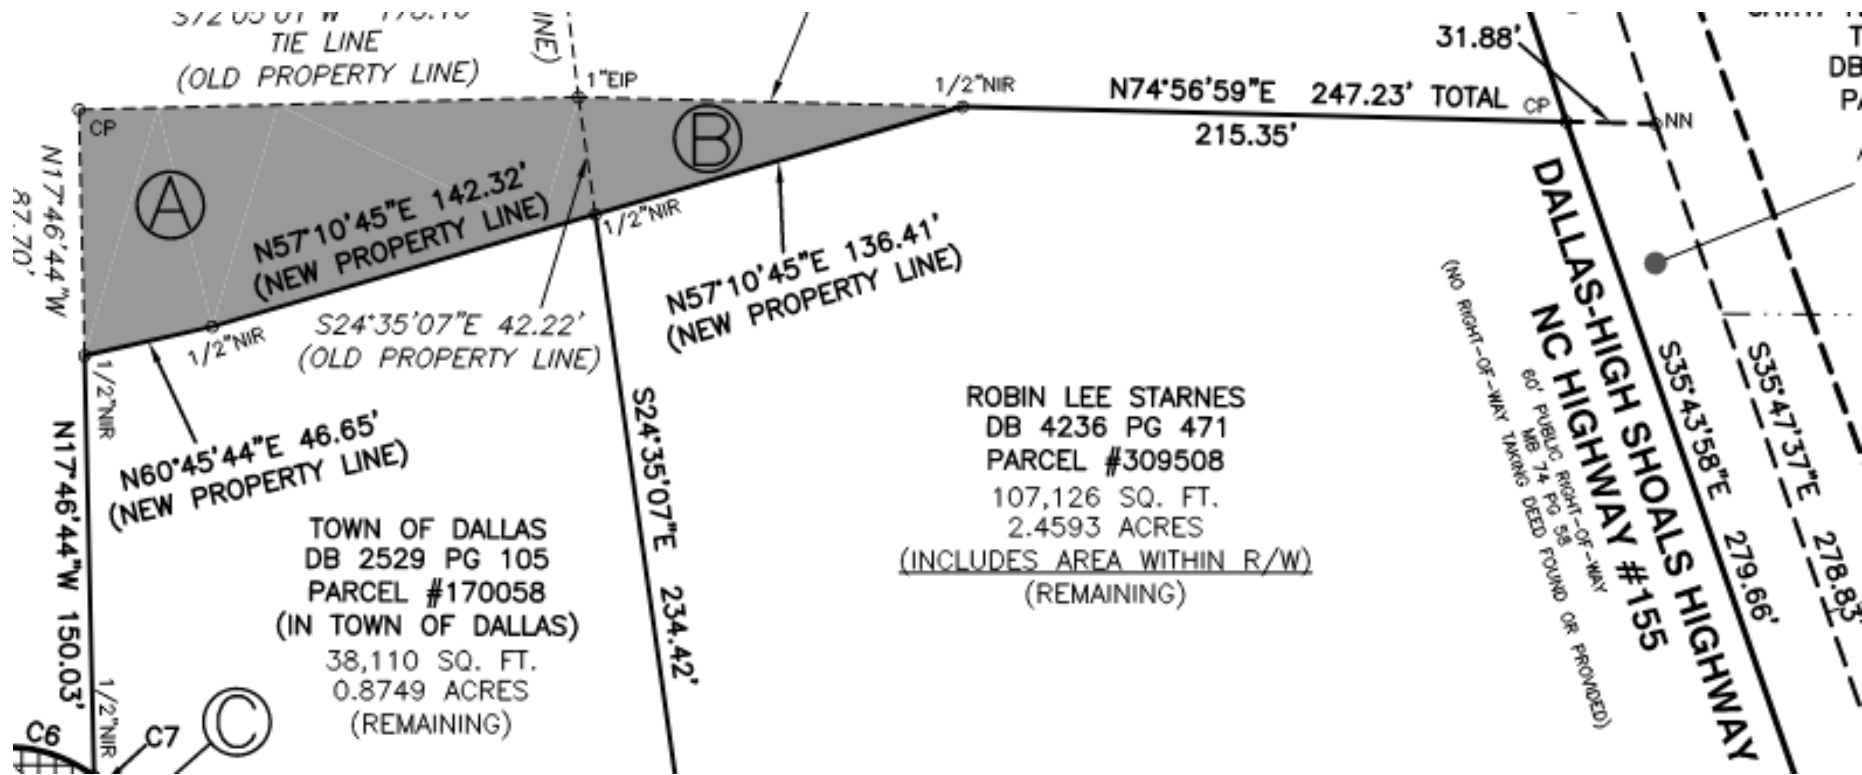 TIE LINE
(OLD PROPERTY LINE)
1"EIP
1/2"NIR
N74°56'59"E 247.23' TOTAL
215.35'
31.88'
CP
NN
CP
A
B
N17°46'44"W
87.70'
N57°10'45"E 142.32'
(NEW PROPERTY LINE)
1/2"NIR
N57°10'45"E 136.41'
(NEW PROPERTY LINE)
S24°35'07"E 42.22'
(OLD PROPERTY LINE)
1/2"NIR
1/2"NIR
N60°45'44"E 46.65'
(NEW PROPERTY LINE)
N17°46'44"W 150.03'
1/2"NIR
TOWN OF DALLAS
DB 2529 PG 105
PARCEL #170058
(IN TOWN OF DALLAS)
38,110 SQ. FT.
0.8749 ACRES
(REMAINING)
S24°35'07"E 234.42'
ROBIN LEE STARNES
DB 4236 PG 471
PARCEL #309508
107,126 SQ. FT.
2.4593 ACRES
(INCLUDES AREA WITHIN R/W)
(REMAINING)
DALLAS-HIGH SHOALS HIGHWAY
NC HIGHWAY #155
60' PUBLIC RIGHT-OF-WAY
MB 74 PG 58
(NO RIGHT-OF-WAY TAKING DEED FOUND OR PROVIDED)
S35°43'58"E 279.66'
S35°47'37"E 278.83'
DB
C6
C7
C